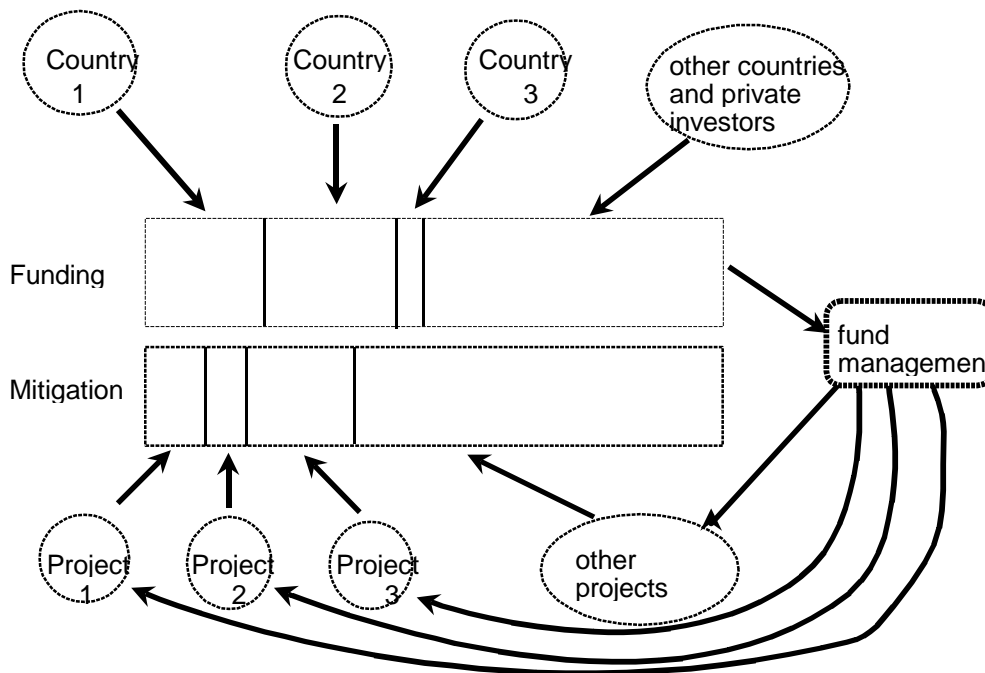 Country
1
Country
2
Country
3
other countries
and private
investors
Funding
fund
managemen
Mitigation
Project
1
Project
2
Project
3
other
projects